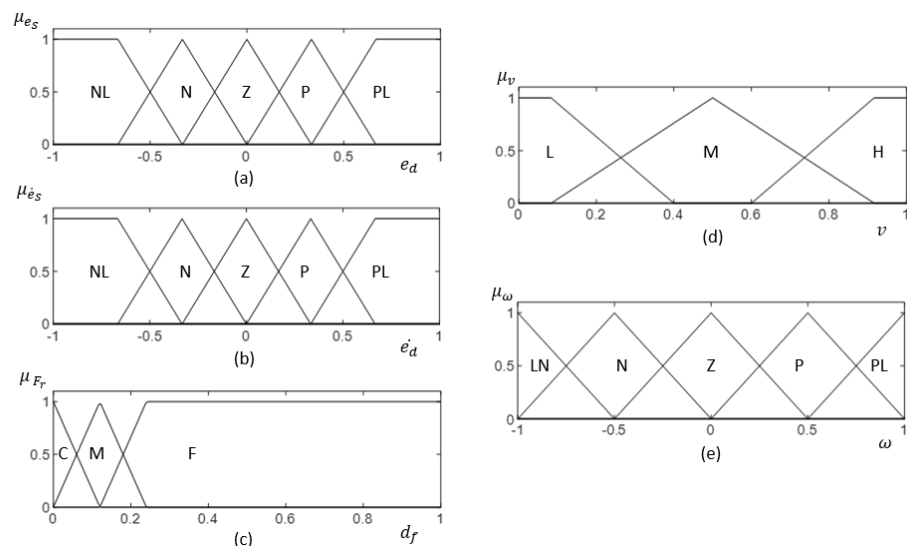 μ_{e_s}
1
0.5
0
NL N Z P PL
-1 -0.5 0 0.5 1
e_d
(a)
μ_{ė_s}
1
0.5
0
NL N Z P PL
-1 -0.5 0 0.5 1
ė_d
(b)
μ_{F_r}
1
0.5
0
C M F
0 0.2 0.4 0.6 0.8 1
d_f
(c)
μ_v
1
0.5
0
L M H
0 0.2 0.4 0.6 0.8 1
v
(d)
μ_ω
1
0.5
0
LN N Z P PL
-1 -0.5 0 0.5 1
ω
(e)